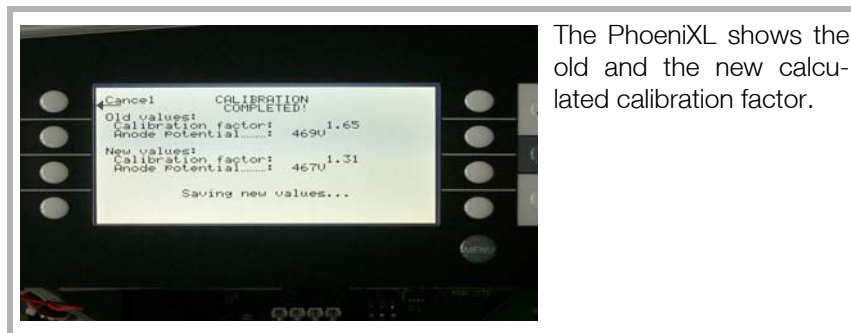 Cancel CALIBRATION
COMPLETED!
Old values:
Calibration factor: 1.65
Anode Potential........: 469V
New values:
Calibration factor: 1.31
Anode Potential........: 467V
Saving new values...
MENU
The PhoeniXL shows the
old and the new calcu-
lated calibration factor.